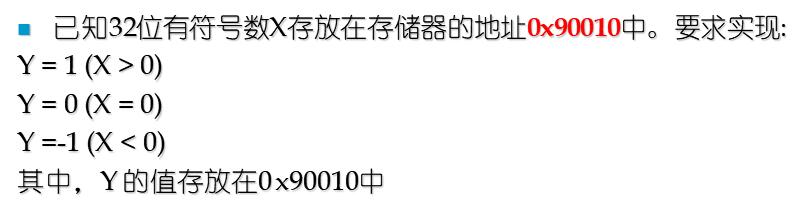 已知32位有符号数X存放在存储器的地址0x90010中。要求实现:
Y = 1 (X > 0)
Y = 0 (X = 0)
Y =-1 (X < 0)
其中，Y 的值存放在0x90010中